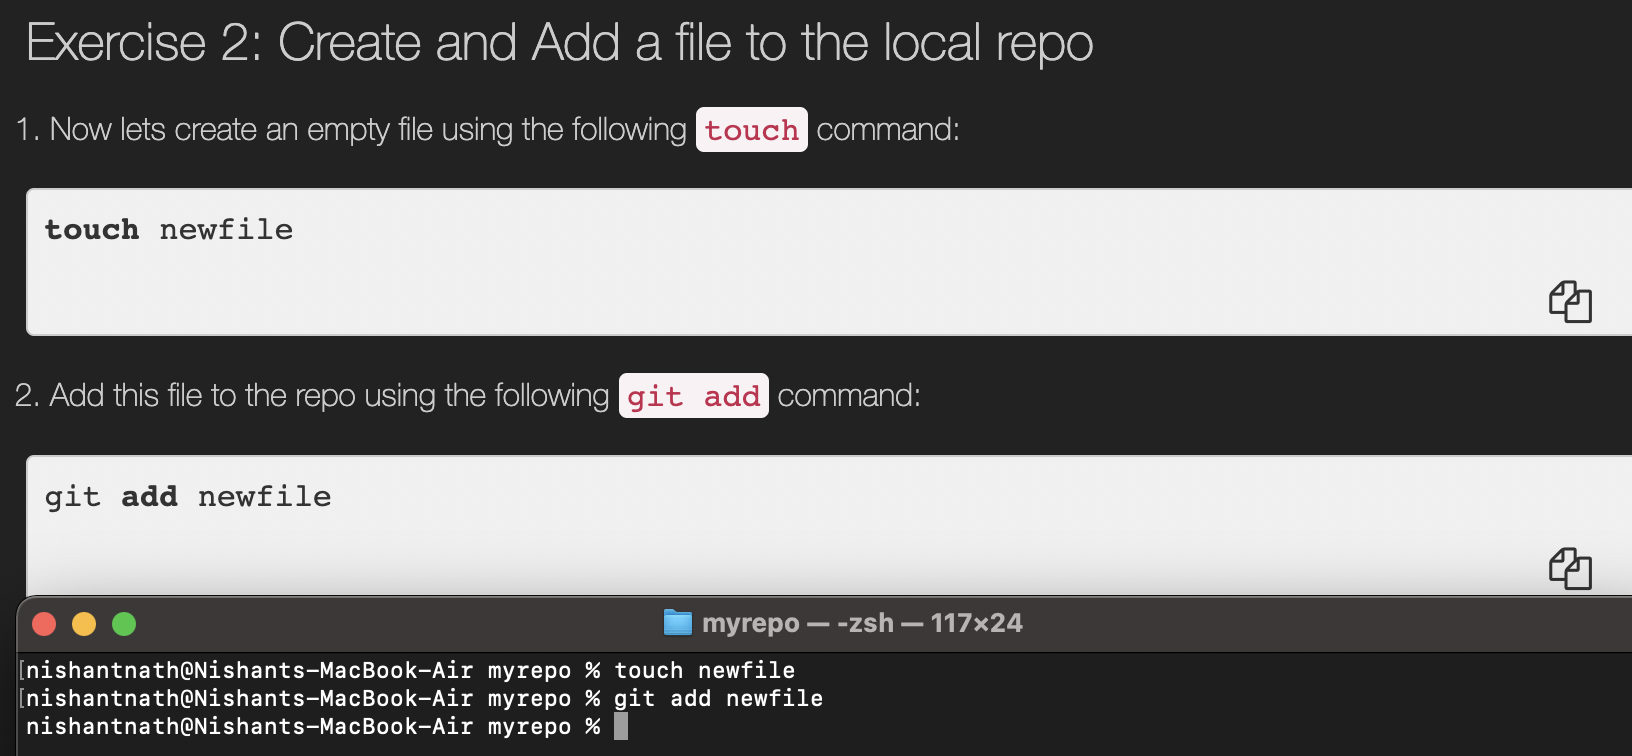 Exercise 2: Create and Add a file to the local repo
1. Now lets create an empty file using the following touch command:
touch newfile
2. Add this file to the repo using the following git add command:
git add newfile
myrepo — -zsh — 117×24
[nishantnath@Nishants-MacBook-Air myrepo % touch newfile
[nishantnath@Nishants-MacBook-Air myrepo % git add newfile
nishantnath@Nishants-MacBook-Air myrepo %